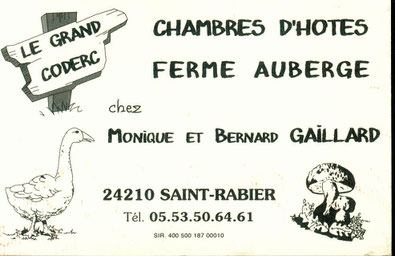 LE GRAND
CODERC
CHAMBRES D'HOTES
FERME AUBERGE
chez
MONIQUE ET BERNARD GAILLARD
24210 SAINT-RABIER
Tél. 05.53.50.64.61
SIR. 400 500 187 00010